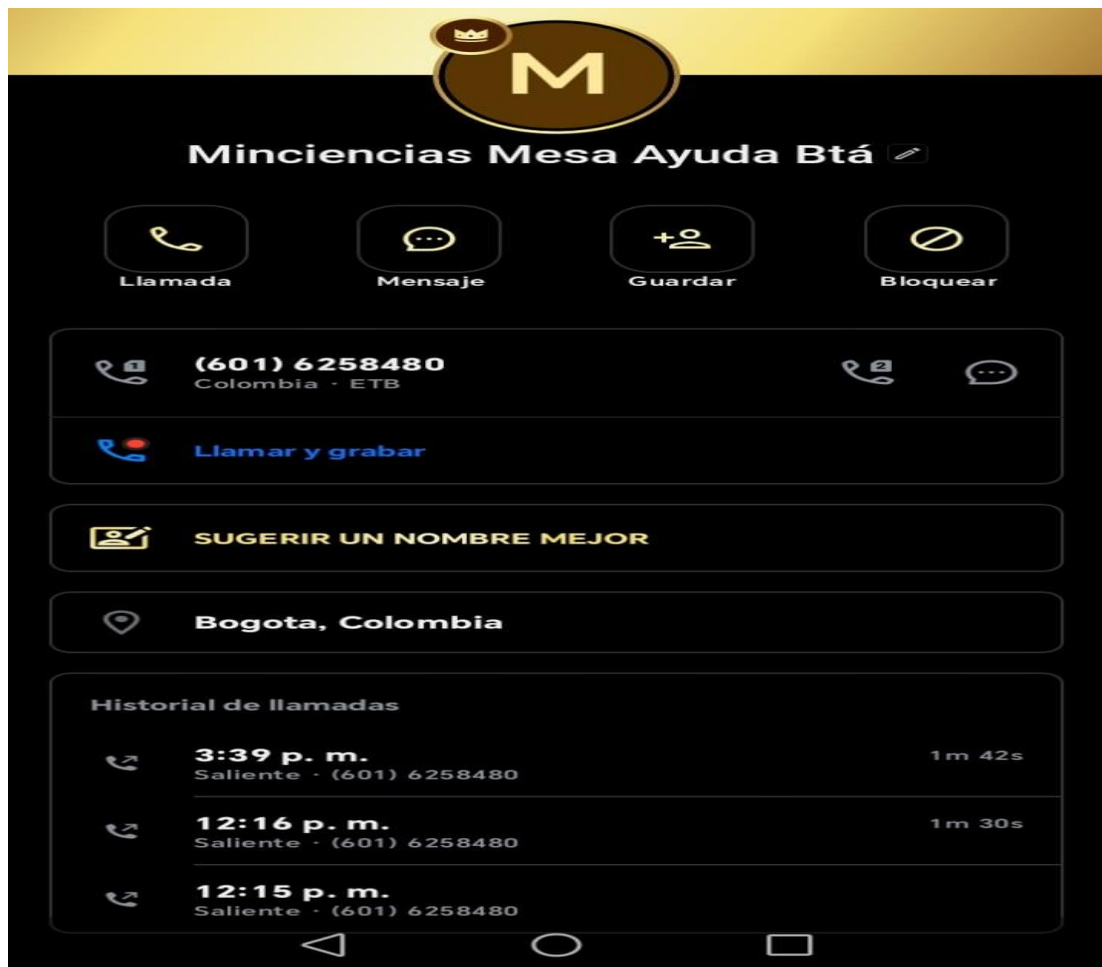 M
Minciencias Mesa Ayuda Btá
Llamada Mensaje Guardar Bloquear
1 (601) 6258480 2
Colombia · ETB
Llamar y grabar
SUGERIR UN NOMBRE MEJOR
Bogota, Colombia
Historial de llamadas
3:39 p. m. 1m 42s
Saliente · (601) 6258480
12:16 p. m. 1m 30s
Saliente · (601) 6258480
12:15 p. m.
Saliente · (601) 6258480